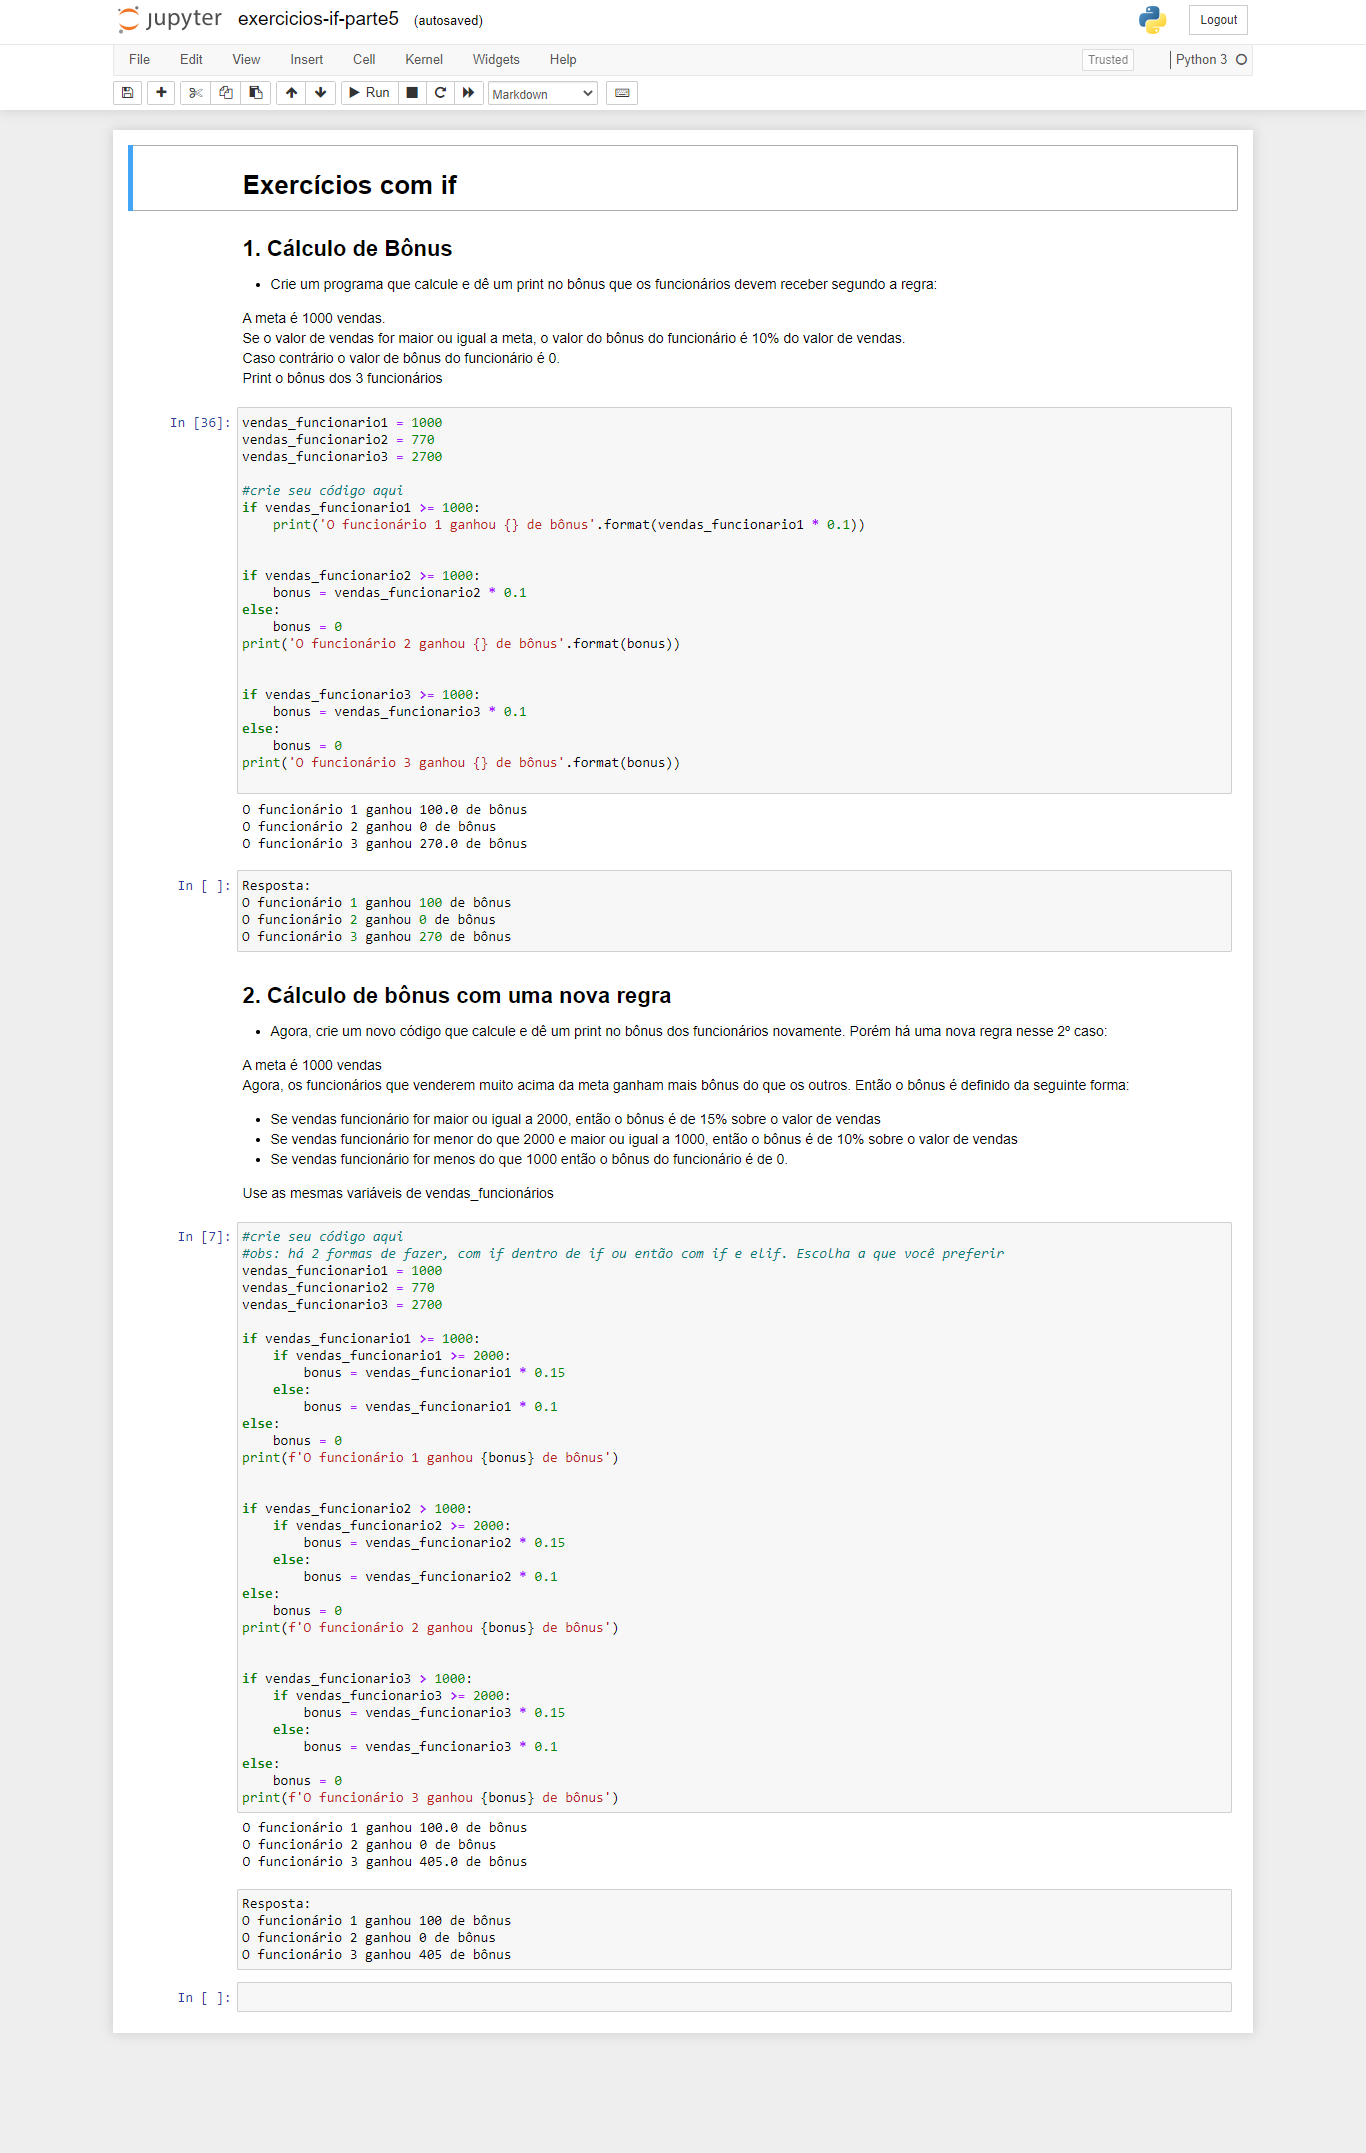 jupyter exercicios-if-parte5 (autosaved) Logout
File Edit View Insert Cell Kernel Widgets Help Trusted Python 3
Run Markdown
Exercícios com if
1. Cálculo de Bônus
• Crie um programa que calcule e dê um print no bônus que os funcionários devem receber segundo a regra:
A meta é 1000 vendas.
Se o valor de vendas for maior ou igual a meta, o valor do bônus do funcionário é 10% do valor de vendas.
Caso contrário o valor de bônus do funcionário é 0.
Print o bônus dos 3 funcionários
In [36]: vendas_funcionario1 = 1000
vendas_funcionario2 = 770
vendas_funcionario3 = 2700
#crie seu código aqui
if vendas_funcionario1 >= 1000:
    print('O funcionário 1 ganhou {} de bônus'.format(vendas_funcionario1 * 0.1))
if vendas_funcionario2 >= 1000:
    bonus = vendas_funcionario2 * 0.1
else:
    bonus = 0
print('O funcionário 2 ganhou {} de bônus'.format(bonus))
if vendas_funcionario3 >= 1000:
    bonus = vendas_funcionario3 * 0.1
else:
    bonus = 0
print('O funcionário 3 ganhou {} de bônus'.format(bonus))
O funcionário 1 ganhou 100.0 de bônus
O funcionário 2 ganhou 0 de bônus
O funcionário 3 ganhou 270.0 de bônus
In [ ]: Resposta:
O funcionário 1 ganhou 100 de bônus
O funcionário 2 ganhou 0 de bônus
O funcionário 3 ganhou 270 de bônus
2. Cálculo de bônus com uma nova regra
• Agora, crie um novo código que calcule e dê um print no bônus dos funcionários novamente. Porém há uma nova regra nesse 2º caso:
A meta é 1000 vendas
Agora, os funcionários que venderem muito acima da meta ganham mais bônus do que os outros. Então o bônus é definido da seguinte forma:
• Se vendas funcionário for maior ou igual a 2000, então o bônus é de 15% sobre o valor de vendas
• Se vendas funcionário for menor do que 2000 e maior ou igual a 1000, então o bônus é de 10% sobre o valor de vendas
• Se vendas funcionário for menos do que 1000 então o bônus do funcionário é de 0.
Use as mesmas variáveis de vendas_funcionários
In [7]: #crie seu código aqui
#obs: há 2 formas de fazer, com if dentro de if ou então com if e elif. Escolha a que você preferir
vendas_funcionario1 = 1000
vendas_funcionario2 = 770
vendas_funcionario3 = 2700
if vendas_funcionario1 >= 1000:
    if vendas_funcionario1 >= 2000:
        bonus = vendas_funcionario1 * 0.15
    else:
        bonus = vendas_funcionario1 * 0.1
else:
    bonus = 0
print(f'O funcionário 1 ganhou {bonus} de bônus')
if vendas_funcionario2 > 1000:
    if vendas_funcionario2 >= 2000:
        bonus = vendas_funcionario2 * 0.15
    else:
        bonus = vendas_funcionario2 * 0.1
else:
    bonus = 0
print(f'O funcionário 2 ganhou {bonus} de bônus')
if vendas_funcionario3 > 1000:
    if vendas_funcionario3 >= 2000:
        bonus = vendas_funcionario3 * 0.15
    else:
        bonus = vendas_funcionario3 * 0.1
else:
    bonus = 0
print(f'O funcionário 3 ganhou {bonus} de bônus')
O funcionário 1 ganhou 100.0 de bônus
O funcionário 2 ganhou 0 de bônus
O funcionário 3 ganhou 405.0 de bônus
Resposta:
O funcionário 1 ganhou 100 de bônus
O funcionário 2 ganhou 0 de bônus
O funcionário 3 ganhou 405 de bônus
In [ ]: